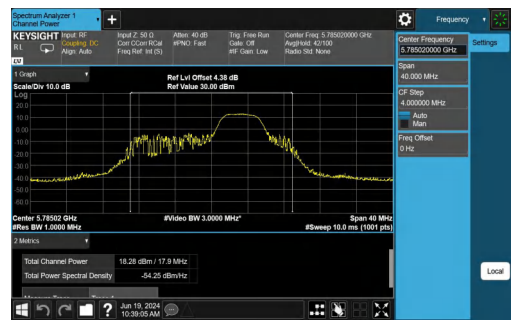 Spectrum Analyzer 1
Channel Power
+
Frequency
KEYSIGHT
Input: RF
Coupling: DC
Align: Auto
RL
LXI
Input Z: 50 Ω
Corr CCorr RCal
Freq Ref: Int (S)
Atten: 40 dB
#PNO: Fast
Trig: Free Run
Gate: Off
#IF Gain: Low
Center Freq: 5.785020000 GHz
Avg|Hold: 42/100
Radio Std: None
Center Frequency
5.785020000 GHz
Settings
Span
40.000 MHz
CF Step
4.000000 MHz
Auto
Man
Freq Offset
0 Hz
1 Graph
Scale/Div 10.0 dB
Ref Lvl Offset 4.38 dB
Ref Value 30.00 dBm
Log
20.0
10.0
0.00
-10.0
-20.0
-30.0
-40.0
-50.0
-60.0
Center 5.78502 GHz
#Res BW 1.0000 MHz
#Video BW 3.0000 MHz*
Span 40 MHz
#Sweep 10.0 ms (1001 pts)
2 Metrics
Total Channel Power 18.28 dBm / 17.9 MHz
Total Power Spectral Density -54.25 dBm/Hz
Local
?
Jun 19, 2024
10:39:05 AM